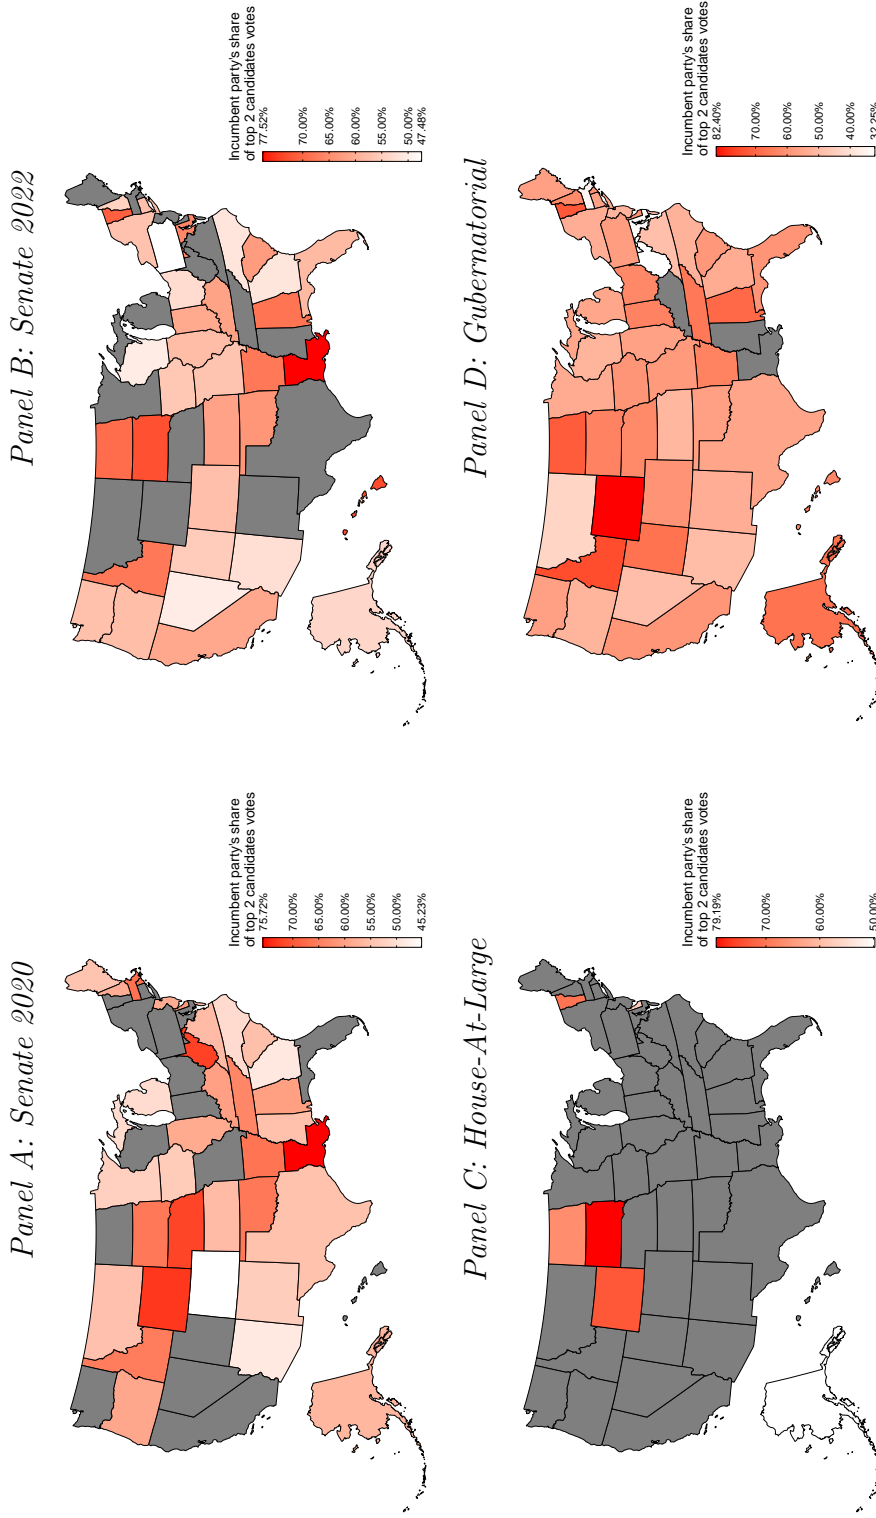 Panel A: Senate 2020
Incumbent party's share
of top 2 candidates votes
75.72%
70.00%
65.00%
60.00%
55.00%
50.00%
45.23%
Panel B: Senate 2022
Incumbent party's share
of top 2 candidates votes
77.52%
70.00%
65.00%
60.00%
55.00%
50.00%
47.48%
Panel C: House-At-Large
Incumbent party's share
of top 2 candidates votes
79.19%
70.00%
60.00%
50.00%
Panel D: Gubernatorial
Incumbent party's share
of top 2 candidates votes
82.40%
70.00%
60.00%
50.00%
40.00%
32.25%